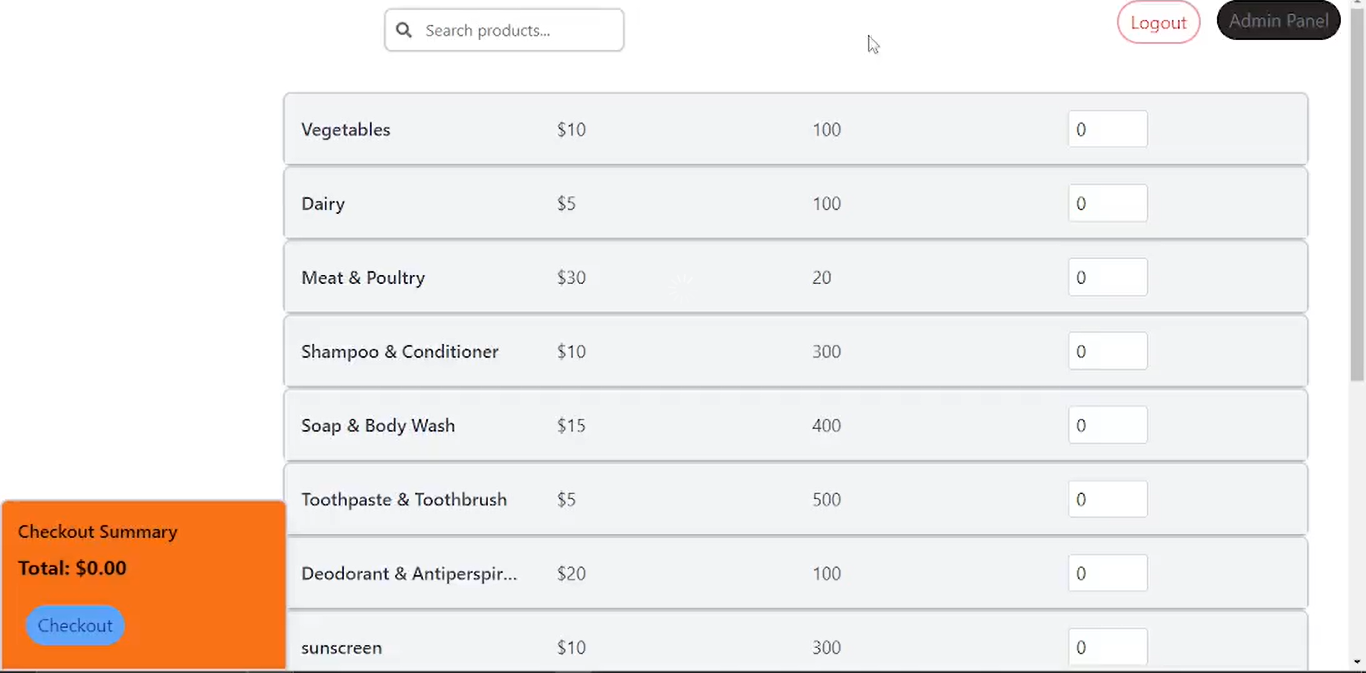 Search products...
Logout
Admin Panel
Vegetables $10 100 0
Dairy $5 100 0
Meat & Poultry $30 20 0
Shampoo & Conditioner $10 300 0
Soap & Body Wash $15 400 0
Toothpaste & Toothbrush $5 500 0
Deodorant & Antiperspir... $20 100 0
sunscreen $10 300 0
Checkout Summary
Total: $0.00
Checkout